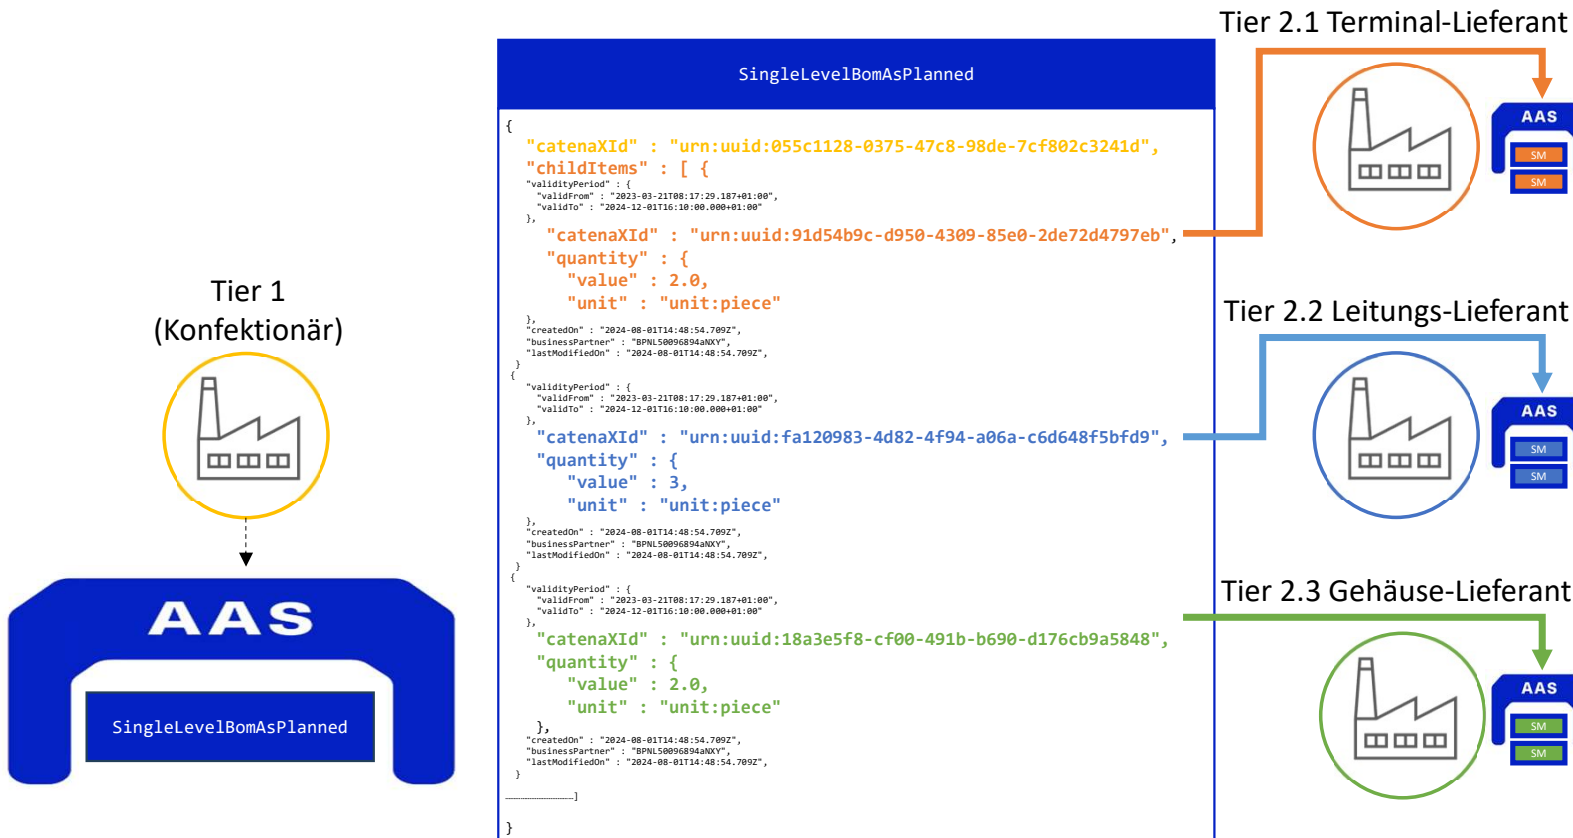 Tier 1
(Konfektionär)
AAS
SingleLevelBomAsPlanned
SingleLevelBomAsPlanned
{
"catenaXId" : "urn:uuid:055c1128-0375-47c8-98de-7cf802c3241d",
"childItems" : [ {
"validityPeriod" : {
"validFrom" : "2023-03-21T08:17:29.187+01:00",
"validTo" : "2024-12-01T16:10:00.000+01:00"
},
"catenaXId" : "urn:uuid:91d54b9c-d950-4309-85e0-2de72d4797eb",
"quantity" : {
"value" : 2.0,
"unit" : "unit:piece"
},
"createdOn" : "2024-08-01T14:48:54.709Z",
"businessPartner" : "BPNL50096894aNXY",
"lastModifiedOn" : "2024-08-01T14:48:54.709Z",
}
{
"validityPeriod" : {
"validFrom" : "2023-03-21T08:17:29.187+01:00",
"validTo" : "2024-12-01T16:10:00.000+01:00"
},
"catenaXId" : "urn:uuid:fa120983-4d82-4f94-a06a-c6d648f5bfd9",
"quantity" : {
"value" : 3,
"unit" : "unit:piece"
},
"createdOn" : "2024-08-01T14:48:54.709Z",
"businessPartner" : "BPNL50096894aNXY",
"lastModifiedOn" : "2024-08-01T14:48:54.709Z",
}
{
"validityPeriod" : {
"validFrom" : "2023-03-21T08:17:29.187+01:00",
"validTo" : "2024-12-01T16:10:00.000+01:00"
},
"catenaXId" : "urn:uuid:18a3e5f8-cf00-491b-b690-d176cb9a5848",
"quantity" : {
"value" : 2.0,
"unit" : "unit:piece"
},
"createdOn" : "2024-08-01T14:48:54.709Z",
"businessPartner" : "BPNL50096894aNXY",
"lastModifiedOn" : "2024-08-01T14:48:54.709Z",
}
]
}
Tier 2.1 Terminal-Lieferant
AAS
SM
SM
Tier 2.2 Leitungs-Lieferant
AAS
SM
SM
Tier 2.3 Gehäuse-Lieferant
AAS
SM
SM